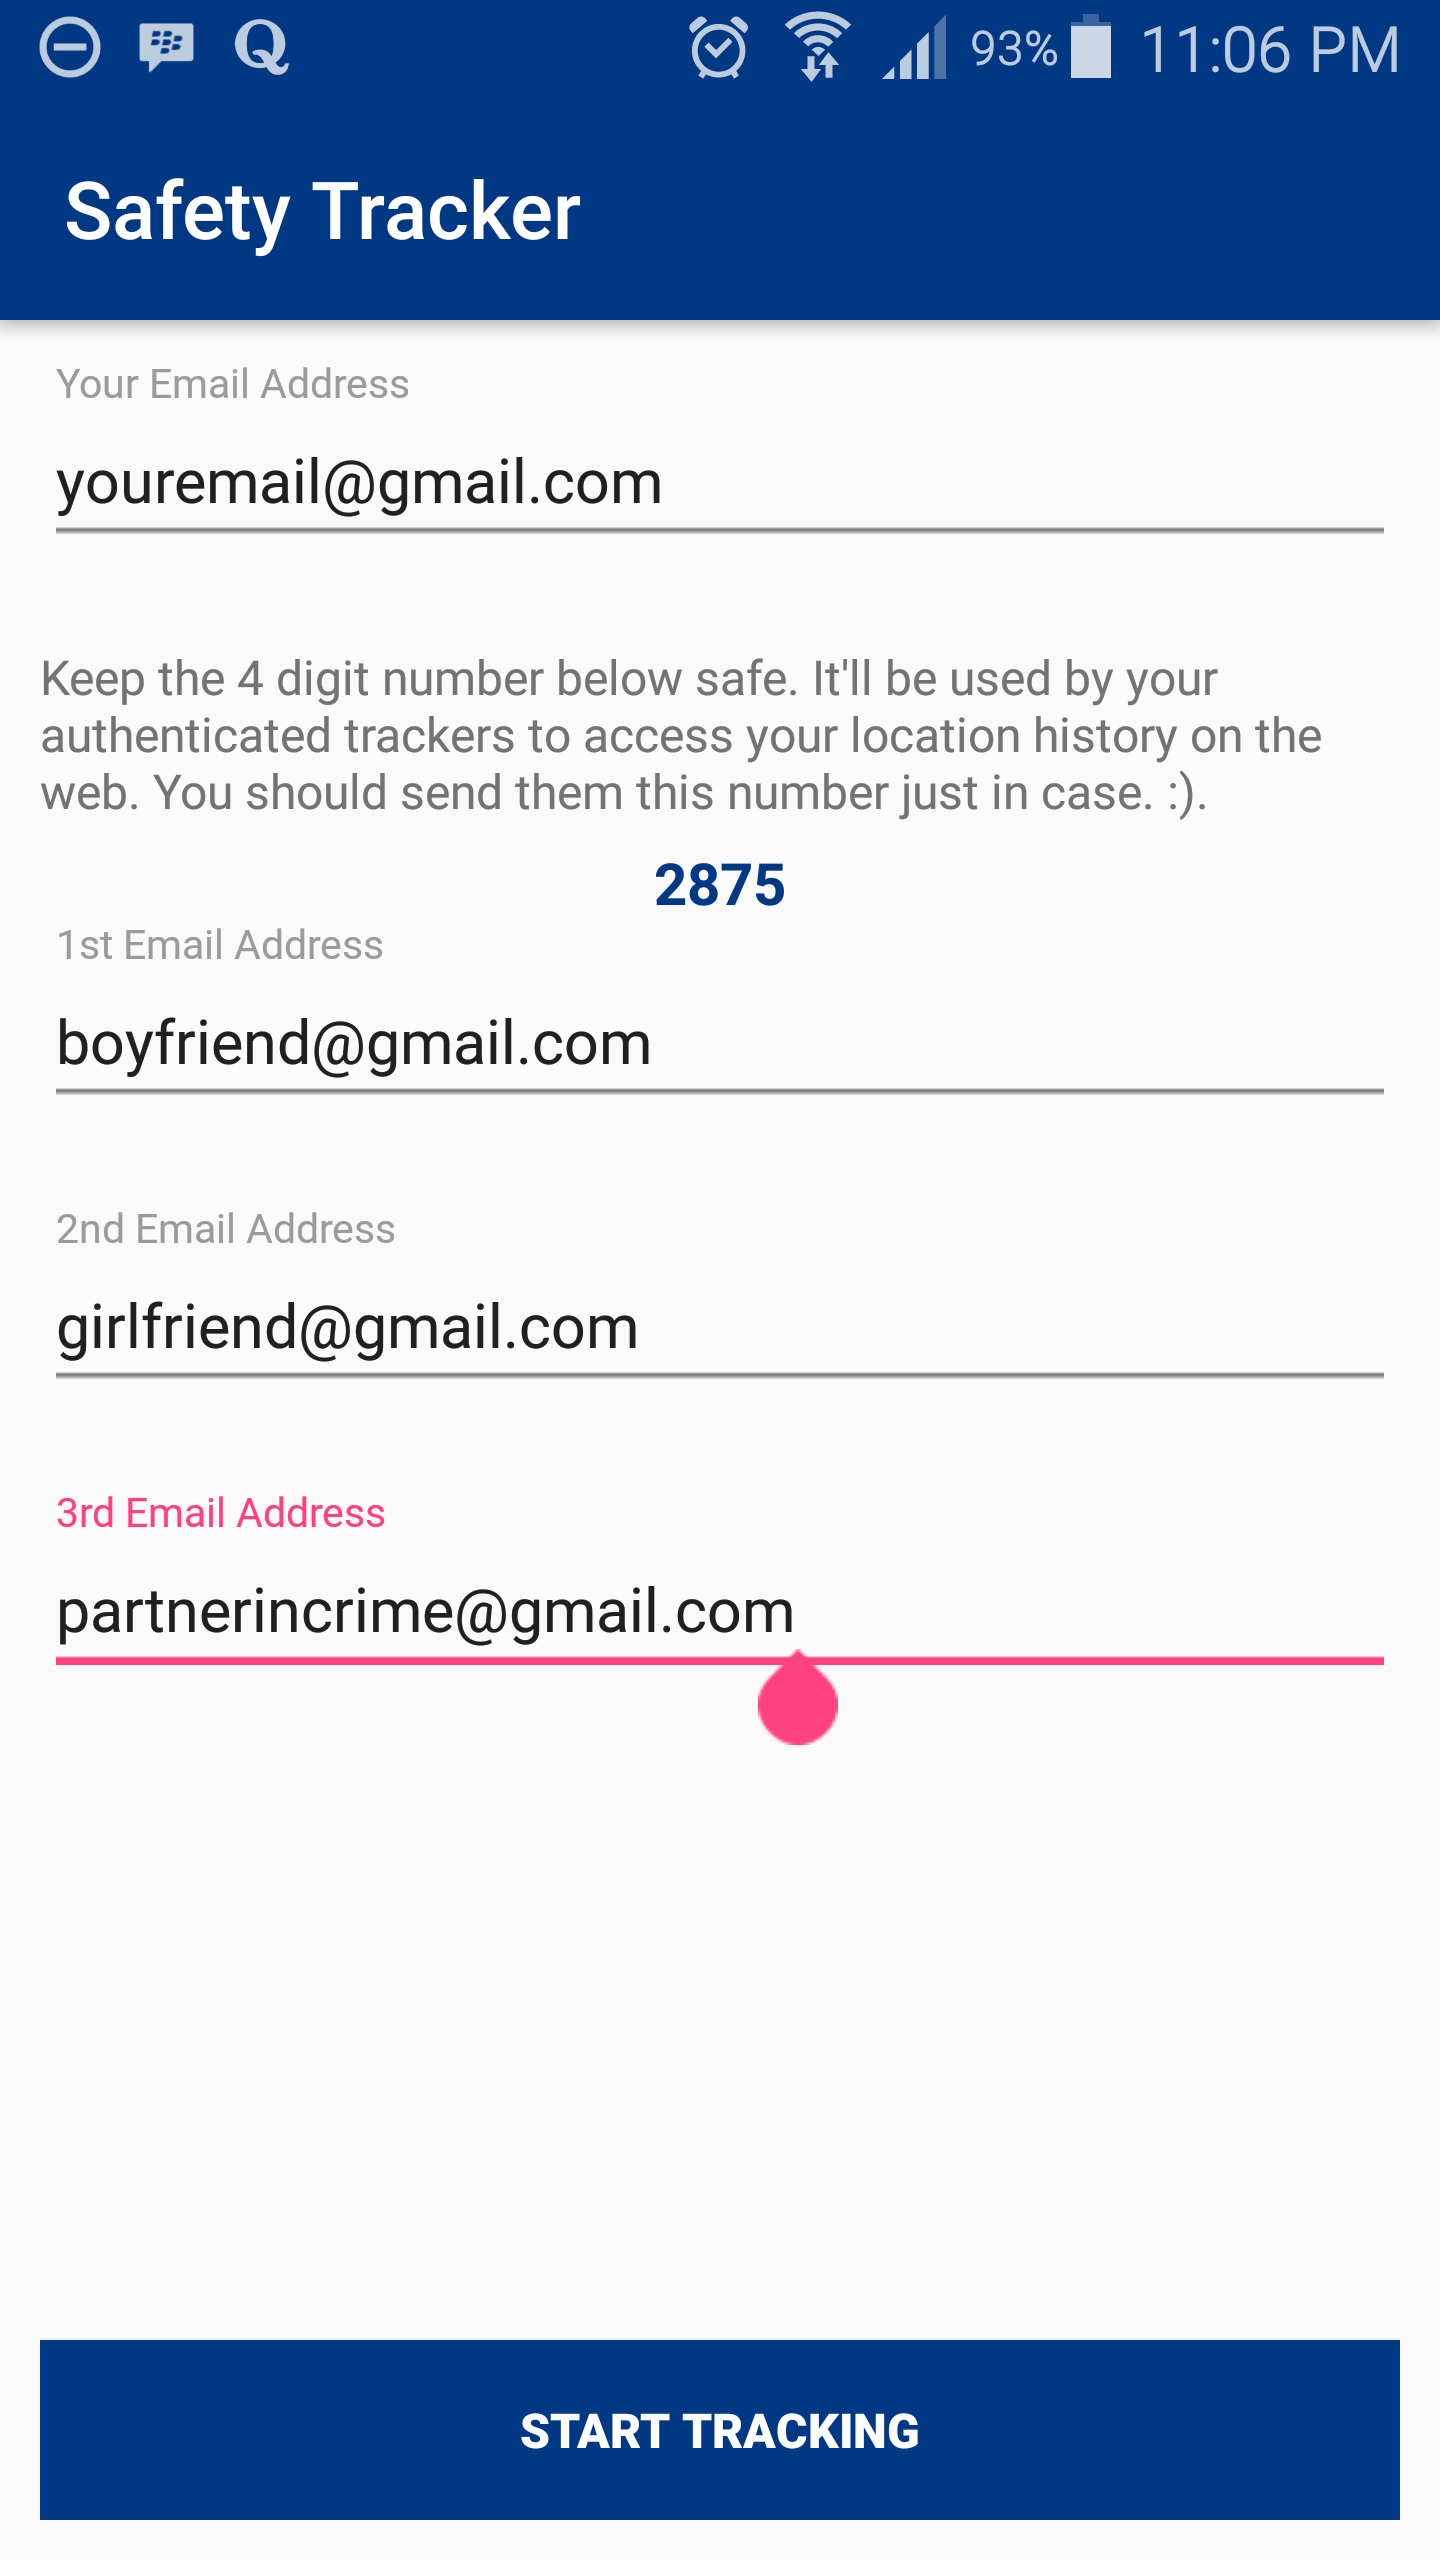 Q 93% 11:06 PM
Safety Tracker
Your Email Address
youremail@gmail.com
Keep the 4 digit number below safe. It'll be used by your
authenticated trackers to access your location history on the
web. You should send them this number just in case. :).
2875
1st Email Address
boyfriend@gmail.com
2nd Email Address
girlfriend@gmail.com
3rd Email Address
partnerincrime@gmail.com
START TRACKING